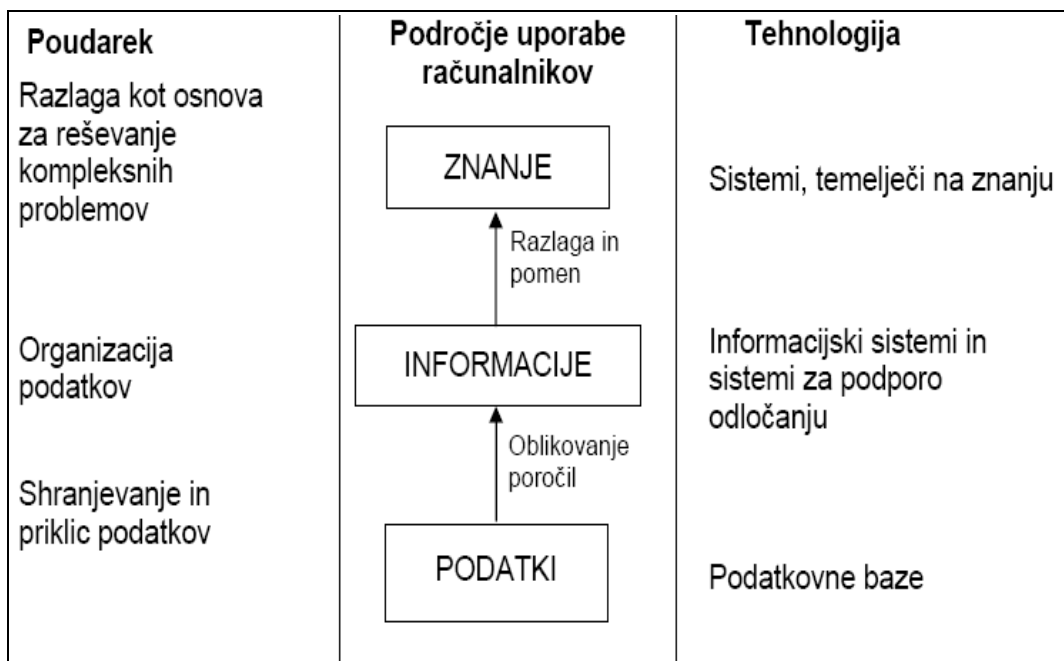 Poudarek
Razlaga kot osnova
za reševanje
kompleksnih
problemov
Organizacija
podatkov
Shranjevanje in
priklic podatkov
Področje uporabe
računalnikov
ZNANJE
Razlaga in
pomen
INFORMACIJE
Oblikovanje
poročil
PODATKI
Tehnologija
Sistemi, temelječi na znanju
Informacijski sistemi in
sistemi za podporo
odločanju
Podatkovne baze